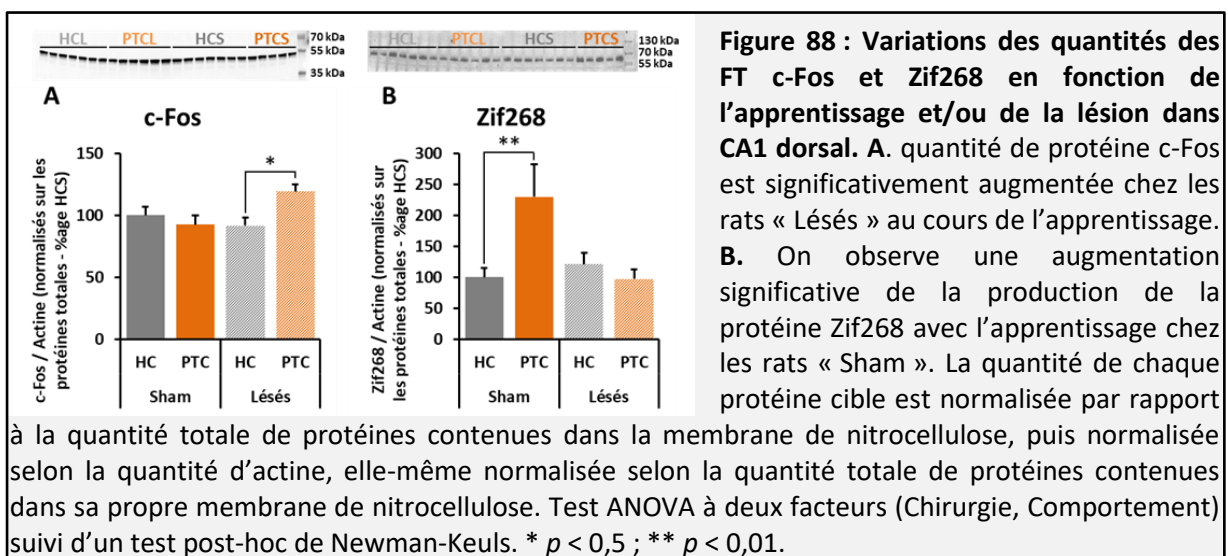 HCL PTCL HCS PTCS
70 kDa
55 kDa
35 kDa
HCL PTCL HCS PTCS
130 kDa
70 kDa
55 kDa
A
c-Fos
c-Fos / Actine (normalisés sur les
protéines totales - %age HCS)
150
100
50
0
HC PTC HC PTC
Sham Lésés
*
B
Zif268
Zif268 / Actine (normalisés sur
les protéines totales - %age HCS)
300
250
200
150
100
50
0
HC PTC HC PTC
Sham Lésés
**
Figure 88 : Variations des quantités des
FT c-Fos et Zif268 en fonction de
l’apprentissage et/ou de la lésion dans
CA1 dorsal. A. quantité de protéine c-Fos
est significativement augmentée chez les
rats « Lésés » au cours de l’apprentissage.
B. On observe une augmentation
significative de la production de la
protéine Zif268 avec l’apprentissage chez
les rats « Sham ». La quantité de chaque
protéine cible est normalisée par rapport
à la quantité totale de protéines contenues dans la membrane de nitrocellulose, puis normalisée
selon la quantité d’actine, elle-même normalisée selon la quantité totale de protéines contenues
dans sa propre membrane de nitrocellulose. Test ANOVA à deux facteurs (Chirurgie, Comportement)
suivi d’un test post-hoc de Newman-Keuls. * p < 0,5 ; ** p < 0,01.